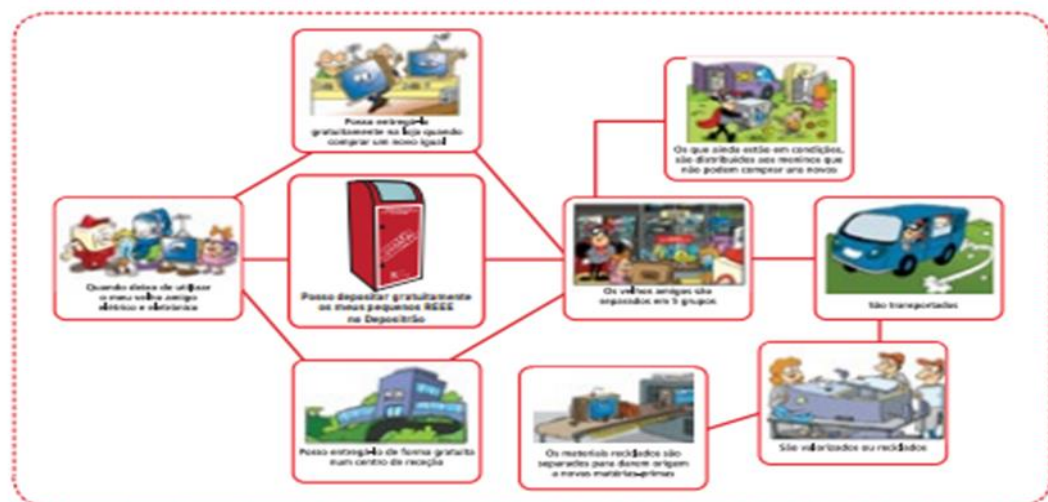 Posso entregá-lo
gratuitamente na loja quando
comprar um novo igual
Os que ainda estão em condições,
são distribuídos aos meninos que
não podem comprar uns novos
Quando deixo de utilizar
o meu velho amigo
elétrico e eletrónico
Posso depositar gratuitamente
os meus pequenos REEE
no Depositrão
Os velhos amigos são
separados em 5 grupos
São transportados
Posso entregá-lo de forma gratuita
num centro de receção
Os materiais reciclados são
separados para darem origem
a novas matérias-primas
São valorizados ou reciclados